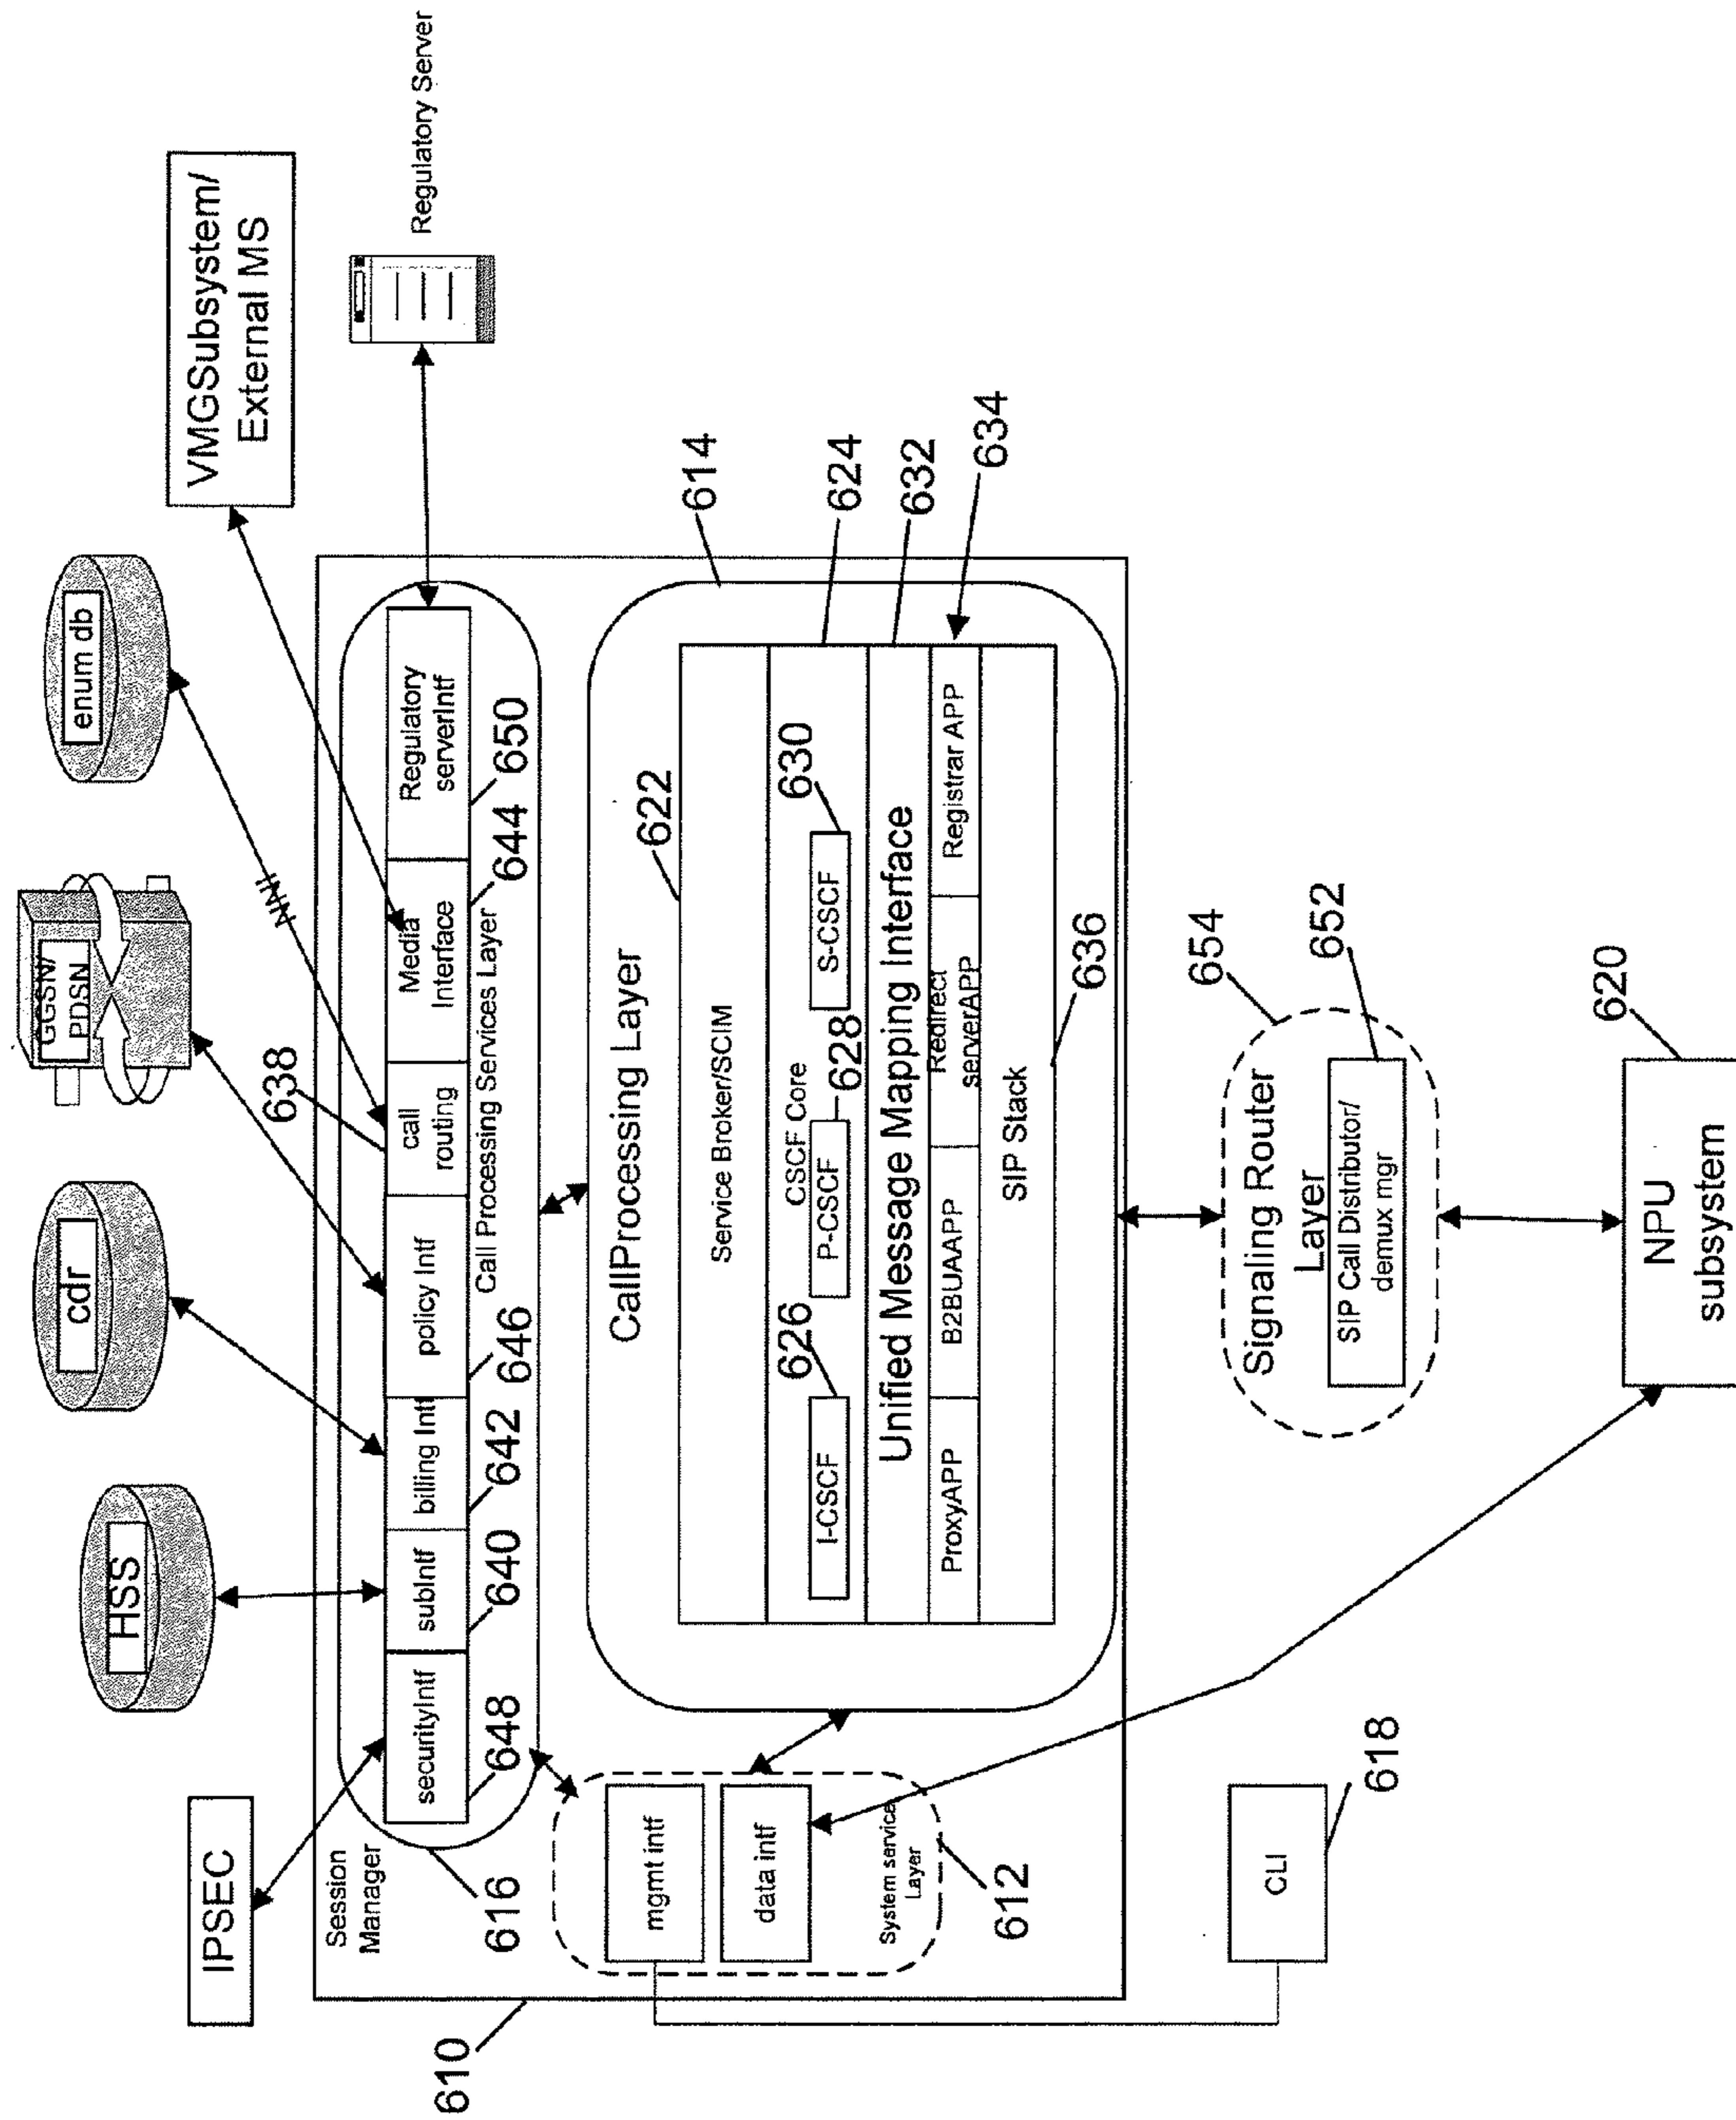 HSS
cdr
GGSN/
PDSN
enum db
IPSEC
VMGSubsystem/
External MS
Regulatory Server
Session
Manager
securityIntf
subIntf
billing Intf
policy Intf
call
routing
Media
Interface
Regulatory
serverIntf
638
648
640
642
646
Call Processing Services Layer
644
650
616
610
mgmt intf
data intf
System service
Layer
612
CallProcessing Layer
622
614
Service Broker/SCIM
CSCF Core
626
628
630
I-CSCF
P-CSCF
S-CSCF
624
Unified Message Mapping Interface
632
ProxyAPP
B2BUAAPP
Redirect
serverAPP
Registrar APP
634
SIP Stack
636
CLI
618
Signaling Router
Layer
654
SIP Call Distributor/
demux mgr
652
NPU
subsystem
620